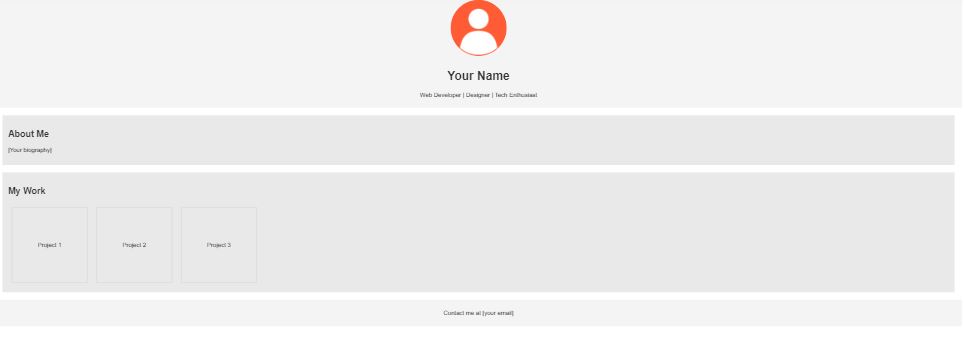 Your Name
Web Developer | Designer | Tech Enthusiast
About Me
[Your biography]
My Work
Project 1
Project 2
Project 3
Contact me at [your email]